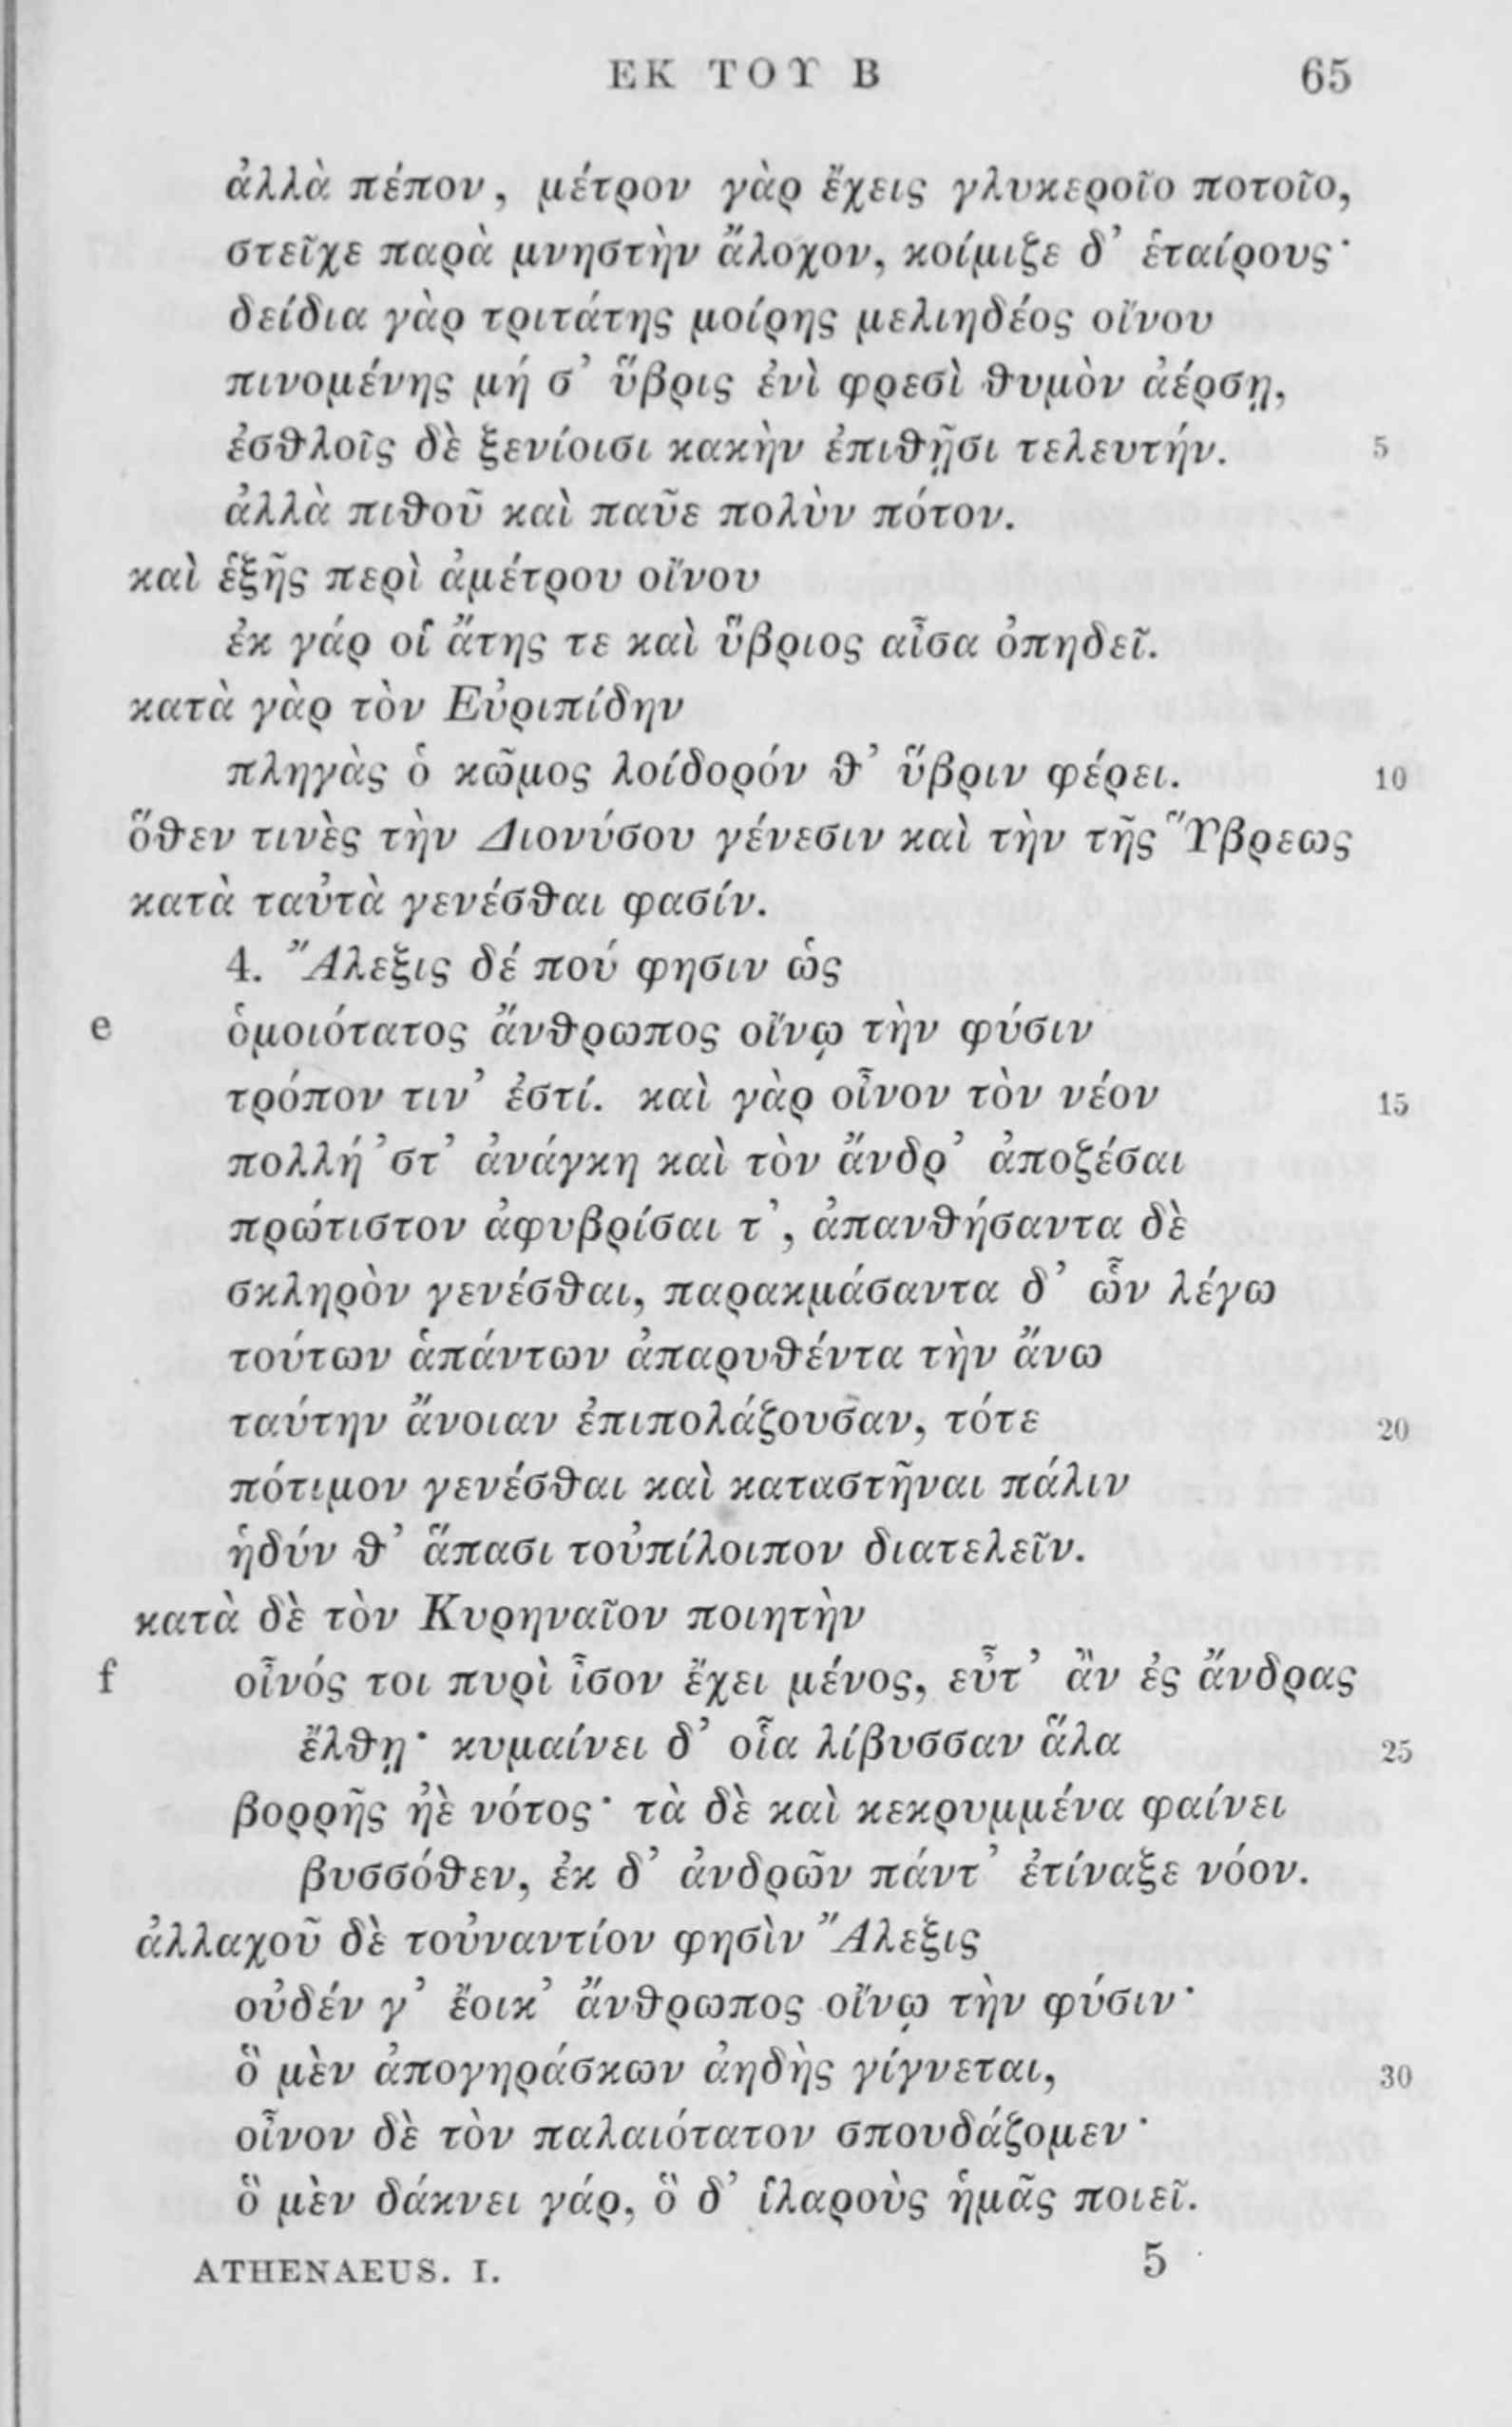 ΕΚ ΤΟΥ Β 65
ἀλλὰ πέπον, μέτρον γὰρ ἔχεις γλυκεροῖο ποτοῖο,
στεῖχε παρὰ μνηστὴν ἄλοχον, κοίμιζε δ’ ἑταίρους·
δείδια γὰρ τριτάτης μοίρης μελιηδέος οἴνου
πινομένης μή σ’ ὕβρις ἐνὶ φρεσὶ θυμὸν ἀέρσῃ,
ἐσθλοῖς δὲ ξενίοισι κακὴν ἐπιθῇσι τελευτήν. 5
ἀλλὰ πιθοῦ καὶ παῦε πολὺν πότον.
καὶ ἑξῆς περὶ ἀμέτρου οἴνου
ἐκ γάρ οἱ ἄτης τε καὶ ὕβριος αἶσα ὀπηδεῖ.
κατὰ γὰρ τὸν Εὐριπίδην
πληγὰς ὁ κῶμος λοίδορόν θ’ ὕβριν φέρει. 10
ὅθεν τινὲς τὴν Διονύσου γένεσιν καὶ τὴν τῆς Ὕβρεως
κατὰ ταὐτὰ γενέσθαι φασίν.
4. Ἄλεξις δέ πού φησιν ὡς
e ὁμοιότατος ἄνθρωπος οἴνῳ τὴν φύσιν
τρόπον τιν’ ἐστί. καὶ γὰρ οἶνον τὸν νέον 15
πολλή ’στ’ ἀνάγκη καὶ τὸν ἄνδρ’ ἀποζέσαι
πρώτιστον ἀφυβρίσαι τ’, ἀπανθήσαντα δὲ
σκληρὸν γενέσθαι, παρακμάσαντα δ’ ὧν λέγω
τούτων ἁπάντων ἀπαρυθέντα τὴν ἄνω
ταύτην ἄνοιαν ἐπιπολάζουσαν, τότε 20
πότιμον γενέσθαι καὶ καταστῆναι πάλιν
ἡδύν θ’ ἅπασι τοὐπίλοιπον διατελεῖν.
κατὰ δὲ τὸν Κυρηναῖον ποιητὴν
f οἶνός τοι πυρὶ ἶσον ἔχει μένος, εὖτ’ ἂν ἐς ἄνδρας
ἔλθῃ· κυμαίνει δ’ οἷα λίβυσσαν ἅλα 25
βορρῆς ἠὲ νότος· τὰ δὲ καὶ κεκρυμμένα φαίνει
βυσσόθεν, ἐκ δ’ ἀνδρῶν πάντ’ ἐτίναξε νόον.
ἀλλαχοῦ δὲ τοὐναντίον φησὶν Ἄλεξις
οὐδέν γ’ ἔοικ’ ἄνθρωπος οἴνῳ τὴν φύσιν·
ὃ μὲν ἀπογηράσκων ἀηδὴς γίγνεται, 30
οἶνον δὲ τὸν παλαιότατον σπουδάζομεν·
ὃ μὲν δάκνει γάρ, ὃ δ’ ἱλαροὺς ἡμᾶς ποιεῖ.
ATHENAEUS. I. 5